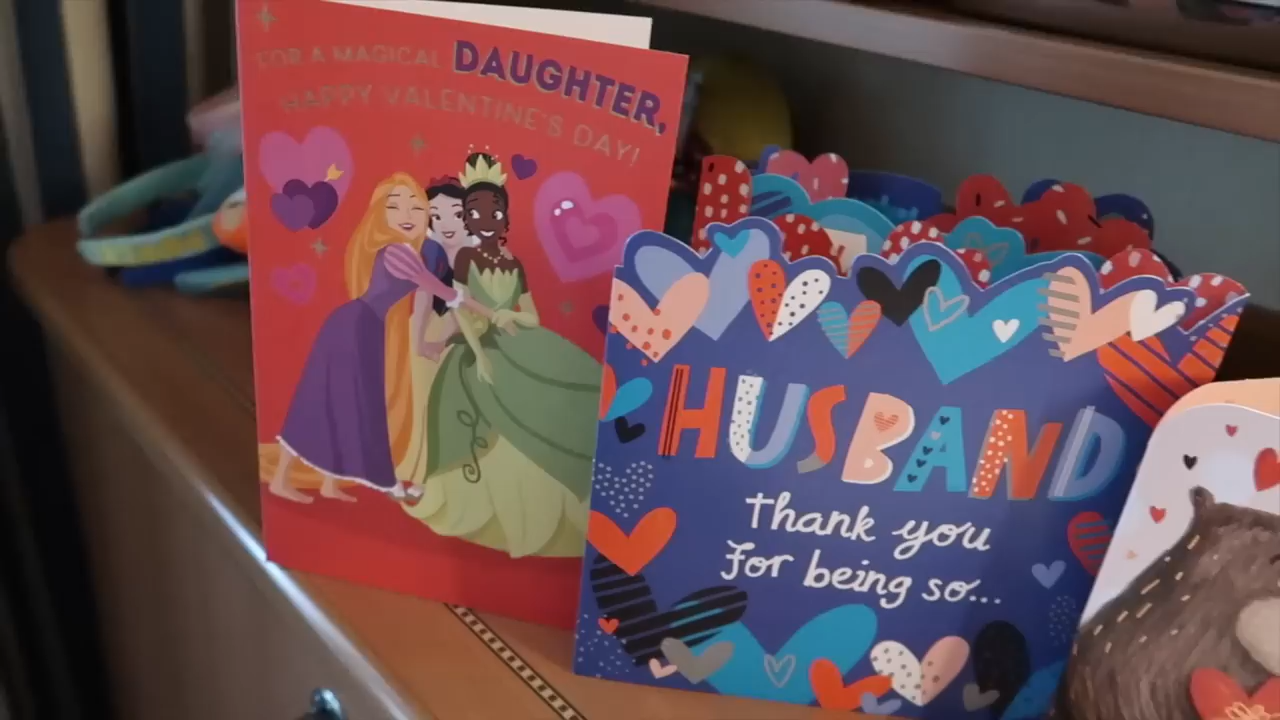 FOR A MAGICAL DAUGHTER,
HAPPY VALENTINE'S DAY!
HUSBAND
thank you
for being so...